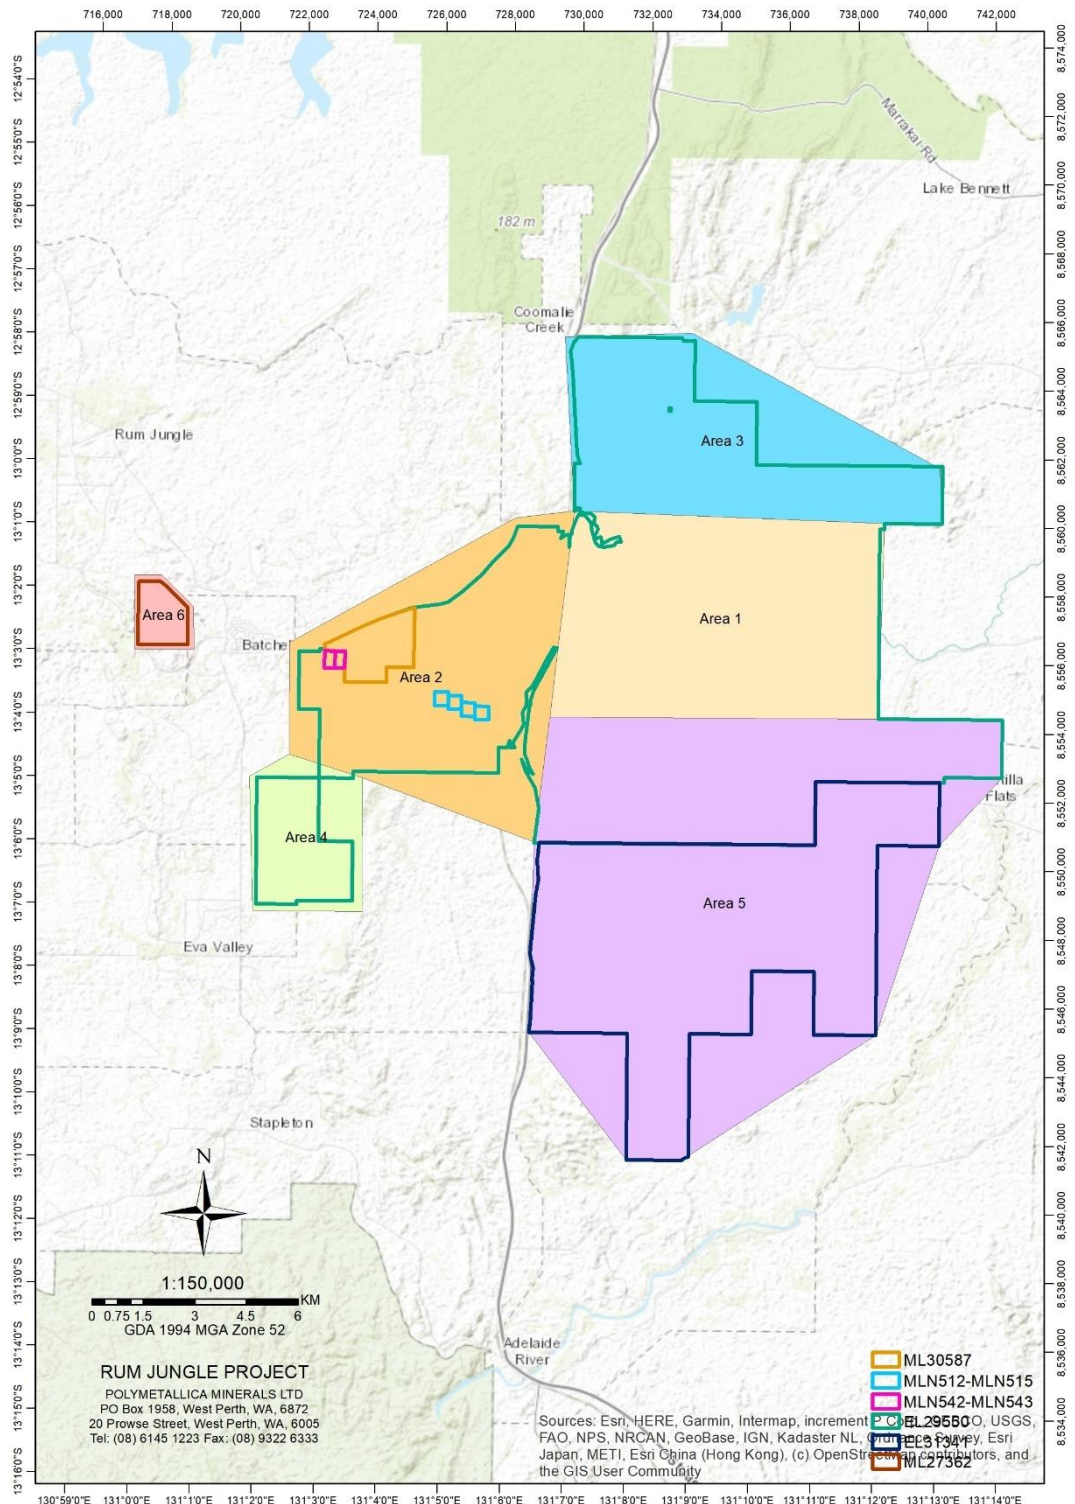 716,000 718,000 720,000 722,000 724,000 726,000 728,000 730,000 732,000 734,000 736,000 738,000 740,000 742,000
12°54'0"S
12°55'0"S
12°56'0"S
12°57'0"S
12°58'0"S
12°59'0"S
13°0'0"S
13°1'0"S
13°2'0"S
13°3'0"S
13°4'0"S
13°5'0"S
13°6'0"S
13°7'0"S
13°8'0"S
13°9'0"S
13°10'0"S
13°11'0"S
13°12'0"S
13°13'0"S
13°14'0"S
13°15'0"S
13°16'0"S
8,574,000
8,572,000
8,570,000
8,568,000
8,566,000
8,564,000
8,562,000
8,560,000
8,558,000
8,556,000
8,554,000
8,552,000
8,550,000
8,548,000
8,546,000
8,544,000
8,542,000
8,540,000
8,538,000
8,536,000
8,534,000
Marrakai Rd
Lake Bennett
182 m
Coomalie
Creek
Rum Jungle
Area 3
Area 6
Area 1
Batchel
Area 2
illa
Flats
Area 4
Area 5
Eva Valley
Stapleton
N
1:150,000
KM
0 0.75 1.5 3 4.5 6
GDA 1994 MGA Zone 52
Adelaide
River
RUM JUNGLE PROJECT
POLYMETALLICA MINERALS LTD
PO Box 1958, West Perth, WA, 6872
20 Prowse Street, West Perth, WA, 6005
Tel: (08) 6145 1223 Fax: (08) 9322 6333
ML30587
MLN512-MLN515
MLN542-MLN543
EL29550
EL31341
ML27362
Sources: Esri, HERE, Garmin, Intermap, increment P Corp., GEBCO, USGS,
FAO, NPS, NRCAN, GeoBase, IGN, Kadaster NL, Ordnance Survey, Esri
Japan, METI, Esri China (Hong Kong), (c) OpenStreetMap contributors, and
the GIS User Community
130°59'0"E 131°0'0"E 131°1'0"E 131°2'0"E 131°3'0"E 131°4'0"E 131°5'0"E 131°6'0"E 131°7'0"E 131°8'0"E 131°9'0"E 131°10'0"E 131°11'0"E 131°12'0"E 131°13'0"E 131°14'0"E